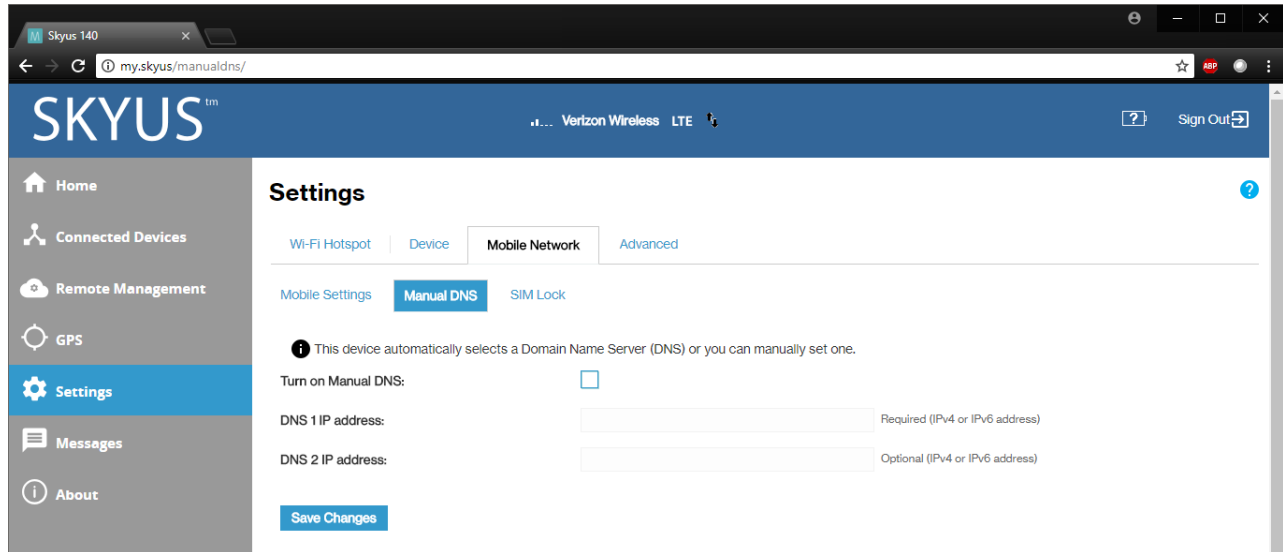 Skyus 140
my.skyus/manualdns/
ABP
SKYUS™
Verizon Wireless LTE
Sign Out
Home
Connected Devices
Remote Management
GPS
Settings
Messages
About
Settings
Wi-Fi Hotspot Device Mobile Network Advanced
Mobile Settings Manual DNS SIM Lock
This device automatically selects a Domain Name Server (DNS) or you can manually set one.
Turn on Manual DNS:
DNS 1 IP address: Required (IPv4 or IPv6 address)
DNS 2 IP address: Optional (IPv4 or IPv6 address)
Save Changes